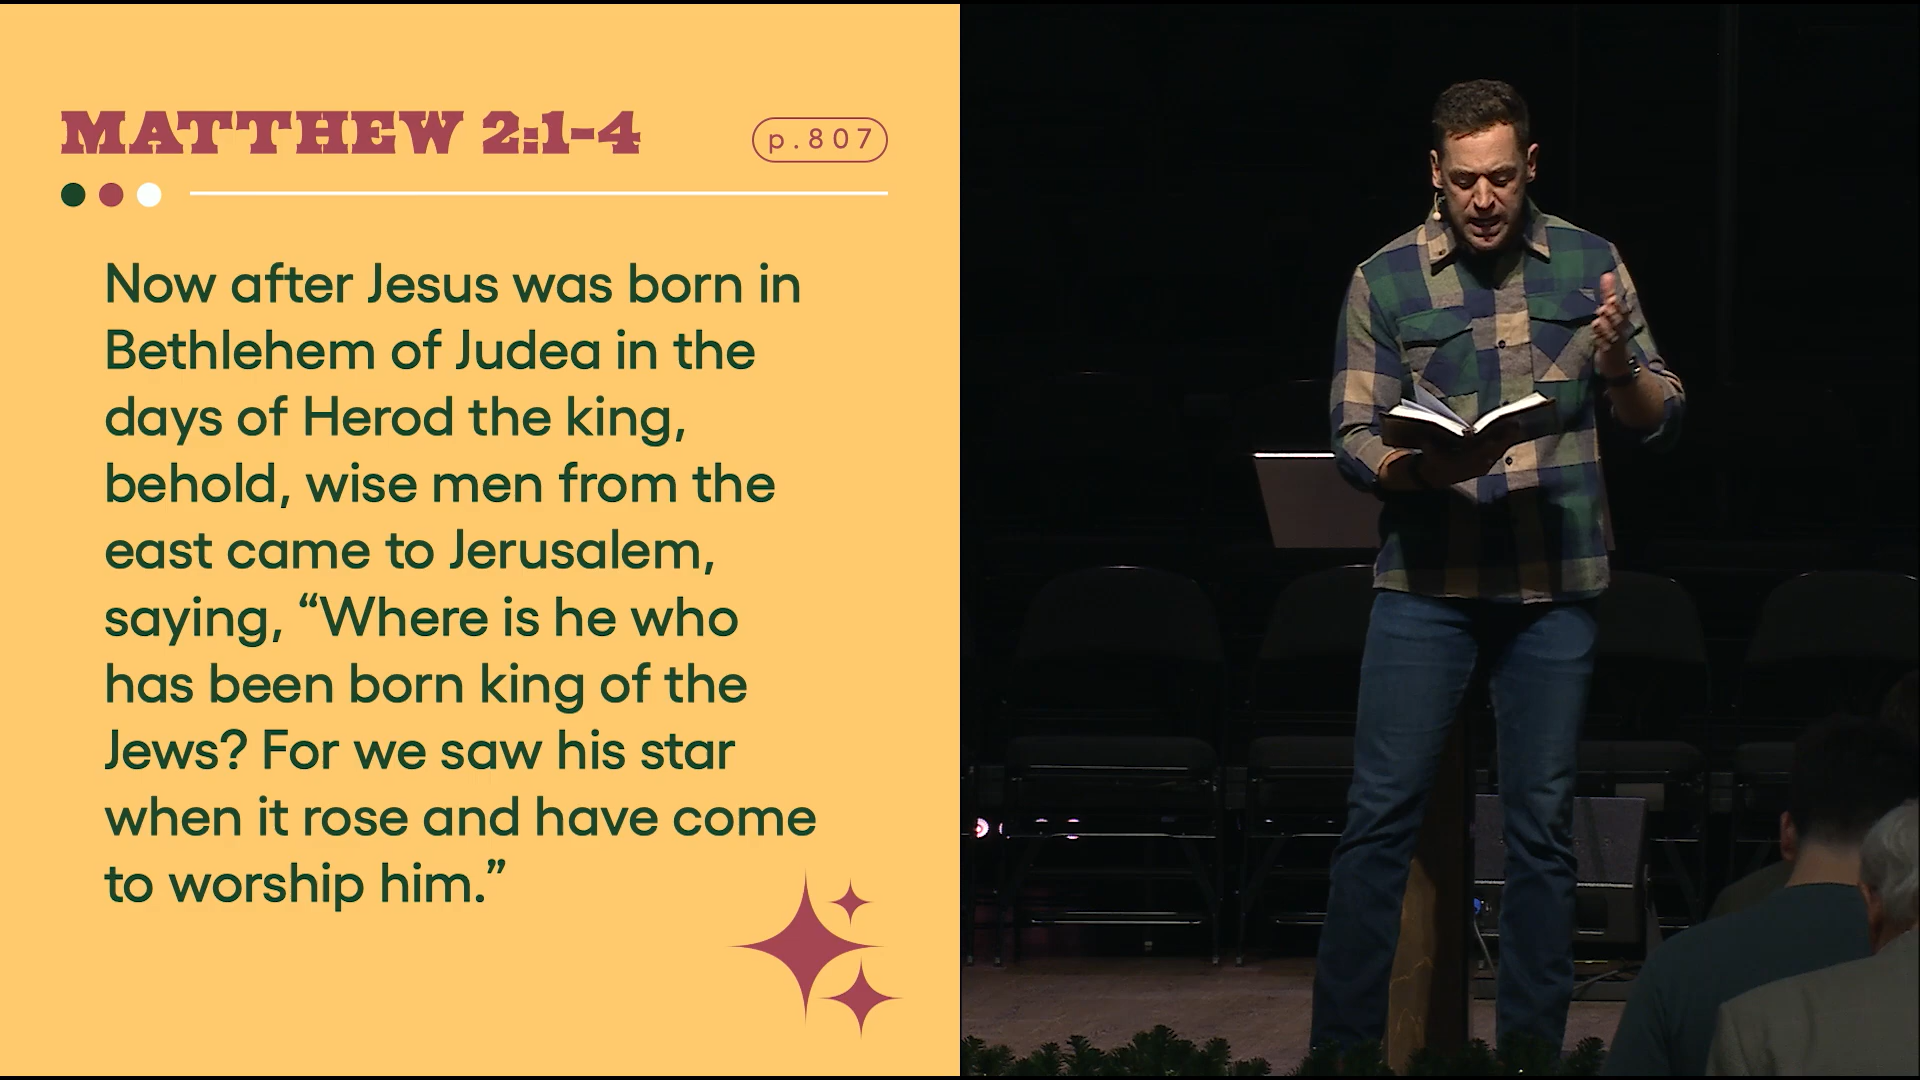 MATTHEW 2:1-4
p.807
Now after Jesus was born in
Bethlehem of Judea in the
days of Herod the king,
behold, wise men from the
east came to Jerusalem,
saying, “Where is he who
has been born king of the
Jews? For we saw his star
when it rose and have come
to worship him.”